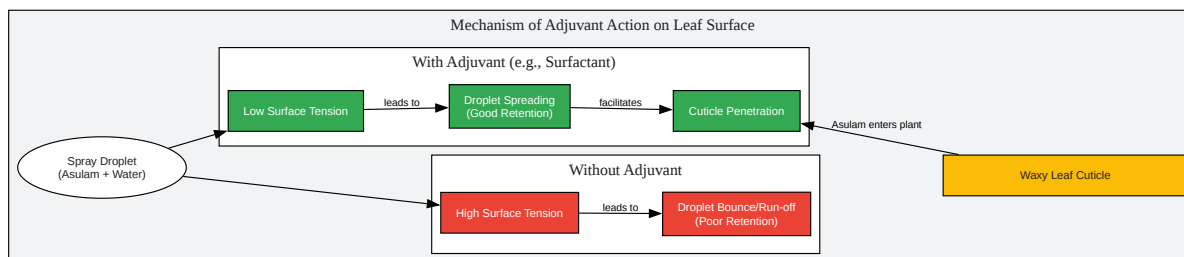 Mechanism of Adjuvant Action on Leaf Surface
With Adjuvant (e.g., Surfactant)
Low Surface Tension
leads to
Droplet Spreading
(Good Retention)
facilitates
Cuticle Penetration
Asulam enters plant
Spray Droplet
(Asulam + Water)
Waxy Leaf Cuticle
Without Adjuvant
High Surface Tension
leads to
Droplet Bounce/Run-off
(Poor Retention)